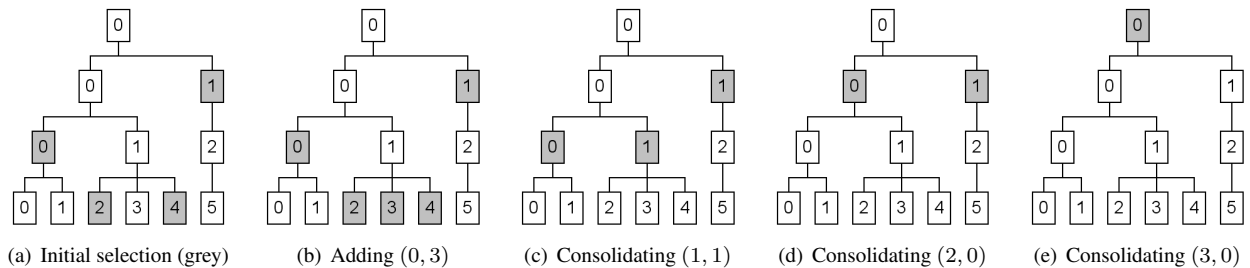 0 0 0 0 0
0 1 0 1 0 1 0 1 0 1
0 1 2 0 1 2 0 1 2 0 1 2 0 1 2
0 1 2 3 4 5 0 1 2 3 4 5 0 1 2 3 4 5 0 1 2 3 4 5 0 1 2 3 4 5
(a) Initial selection (grey) (b) Adding (0, 3) (c) Consolidating (1, 1) (d) Consolidating (2, 0) (e) Consolidating (3, 0)